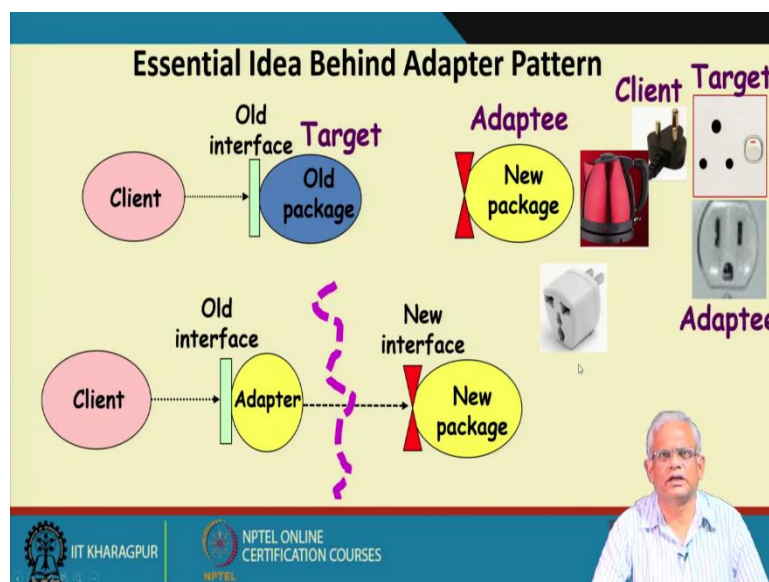 Essential Idea Behind Adapter Pattern
Client
Target
Old
interface
Target
Adaptee
Client
Old
package
New
package
Old
interface
New
interface
Adaptee
Client
Adapter
New
package
IIT KHARAGPUR
NPTEL ONLINE
CERTIFICATION COURSES
NPTEL